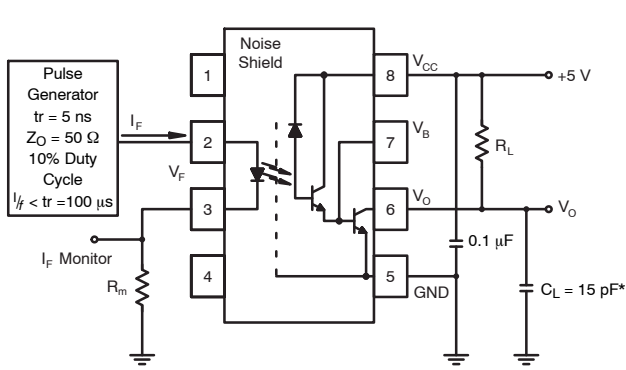 Pulse
Generator
tr = 5 ns
ZO = 50 Ω
10% Duty
Cycle
I/f < tr =100 μs
IF
VF
IF Monitor
Rm
Noise
Shield
1
2
3
4
8
7
6
5
VCC
VB
VO
GND
+5 V
RL
VO
0.1 μF
CL = 15 pF*